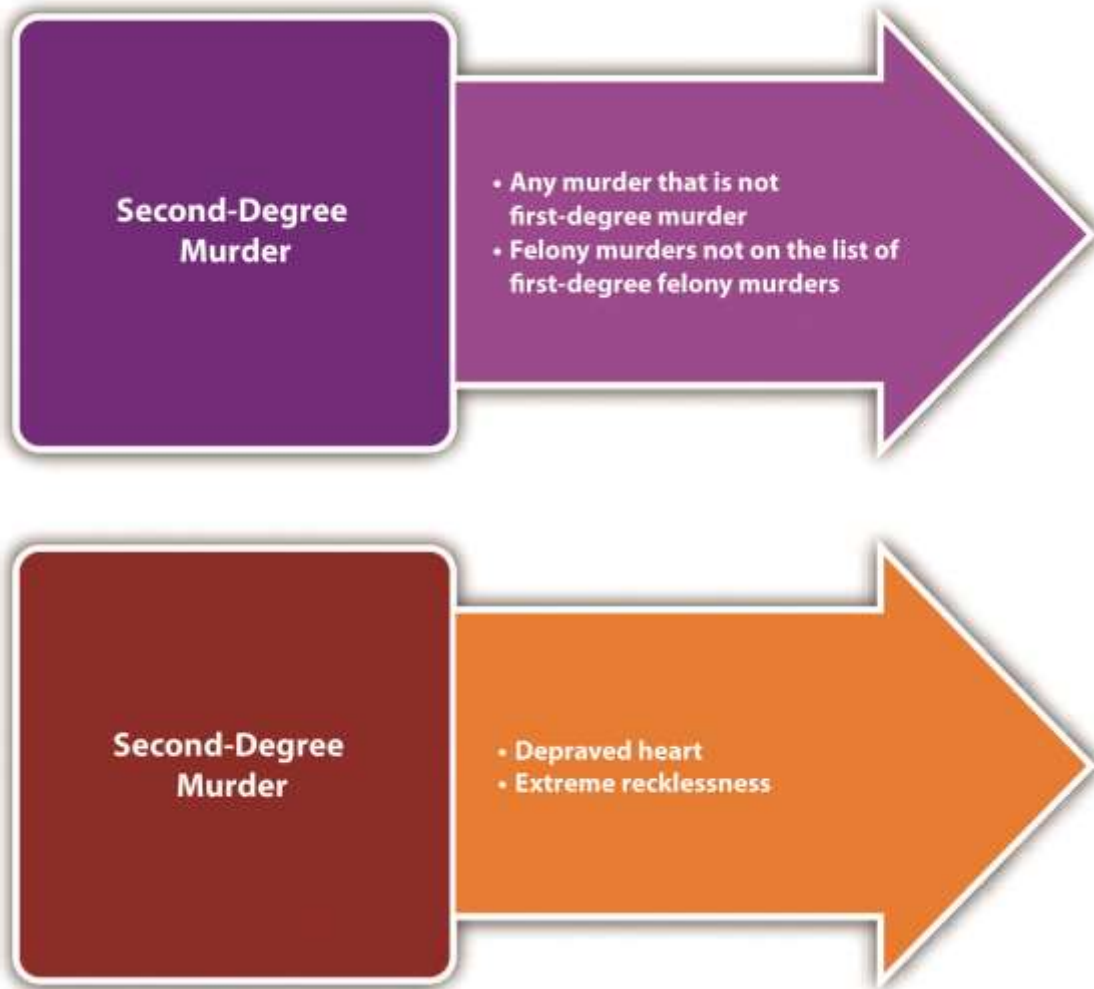 Second-Degree
Murder
• Any murder that is not
first-degree murder
• Felony murders not on the list of
first-degree felony murders
Second-Degree
Murder
• Depraved heart
• Extreme recklessness